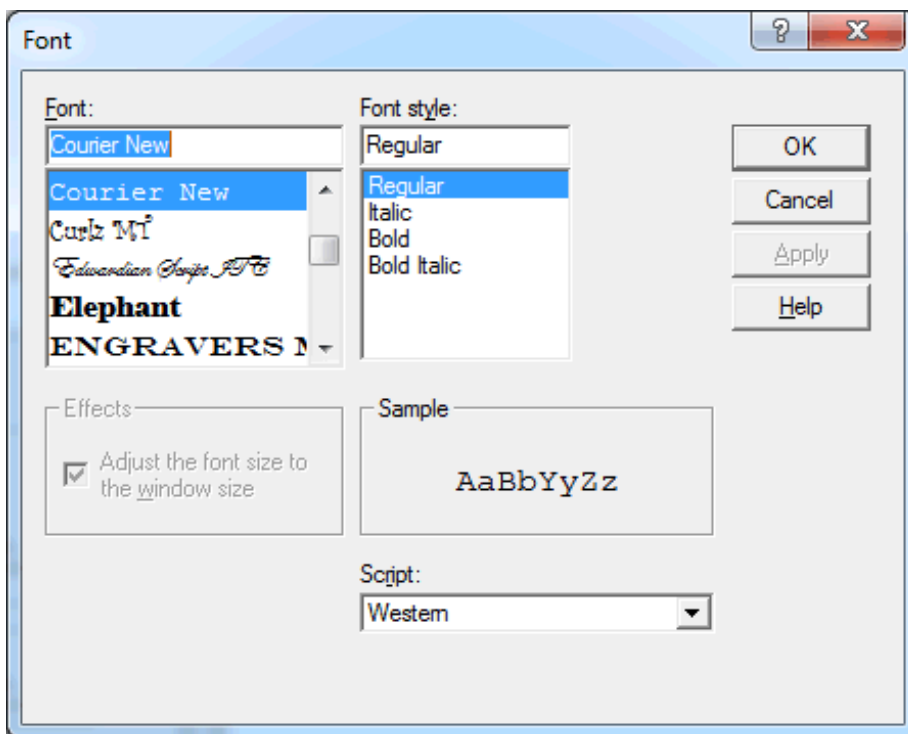 Font
Font:
Courier New
Courier New
Curlz MT
Edwardian Script ITC
Elephant
ENGRAVERS M
Font style:
Regular
Regular
Italic
Bold
Bold Italic
OK
Cancel
Apply
Help
Effects
Adjust the font size to
the window size
Sample
AaBbYyZz
Script:
Western